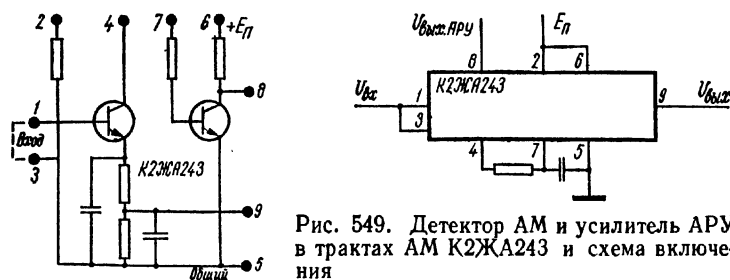 2
4
7
6 +Eп
8
1
Вход
3
К2ЖА243
9
5
Общий
Uвых.АРУ
Eп
8
2
6
К2ЖА243
Uвх
1
3
9
Uвых
4
7
5
Рис. 549. Детектор АМ и усилитель АРУ
в трактах АМ К2ЖА243 и схема включе-
ния